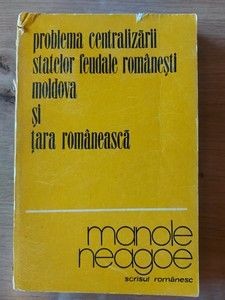 problema centralizării
statelor feudale românești
moldova
și
țara românească
manole
neagoe
scrisul românesc